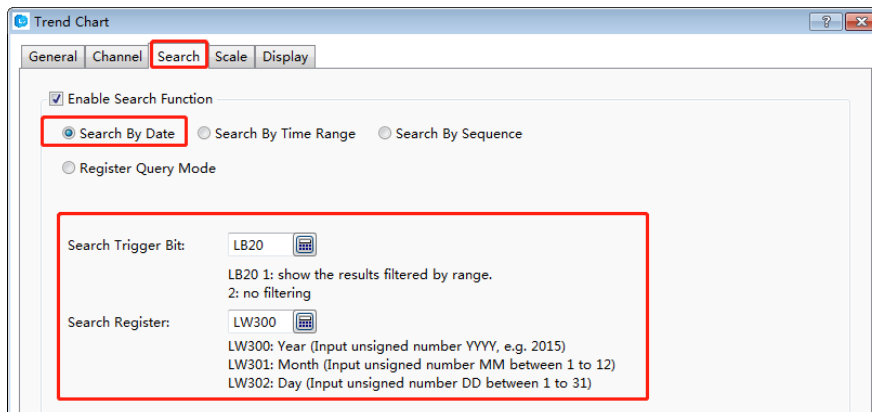 Trend Chart
General Channel Search Scale Display
Enable Search Function
Search By Date Search By Time Range Search By Sequence
Register Query Mode
Search Trigger Bit: LB20
LB20 1: show the results filtered by range.
2: no filtering
Search Register: LW300
LW300: Year (Input unsigned number YYYY, e.g. 2015)
LW301: Month (Input unsigned number MM between 1 to 12)
LW302: Day (Input unsigned number DD between 1 to 31)